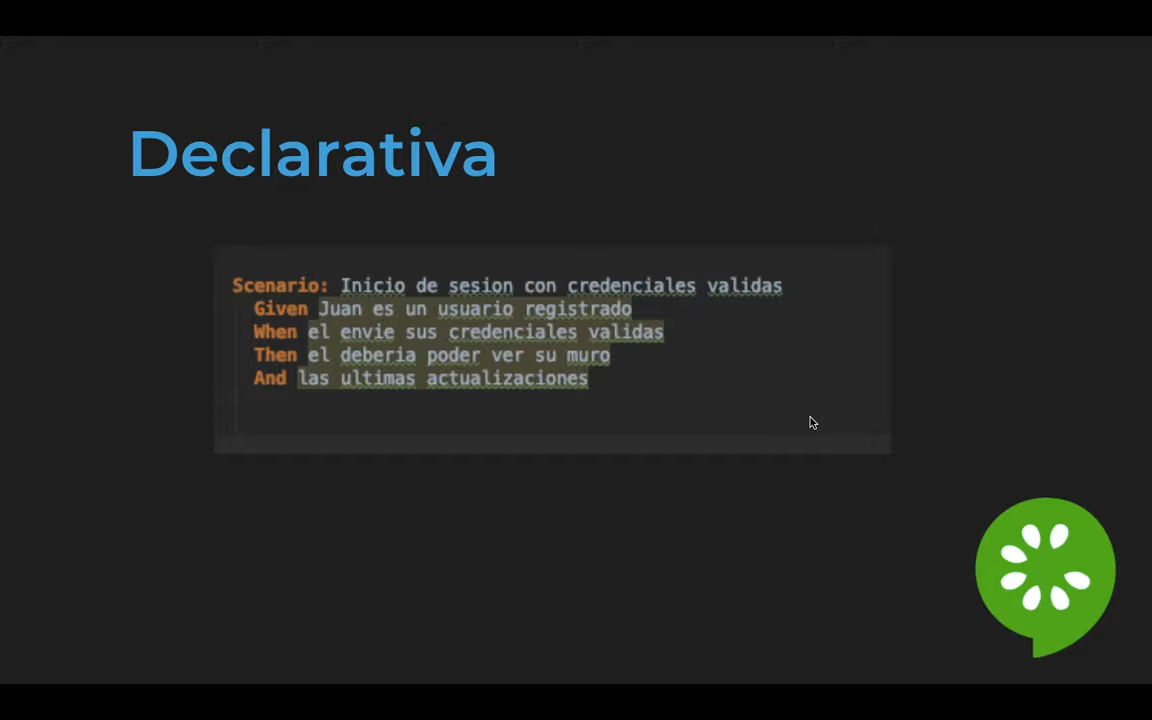 Declarativa
Scenario: Inicio de sesion con credenciales validas
Given Juan es un usuario registrado
When el envie sus credenciales validas
Then el deberia poder ver su muro
And las ultimas actualizaciones